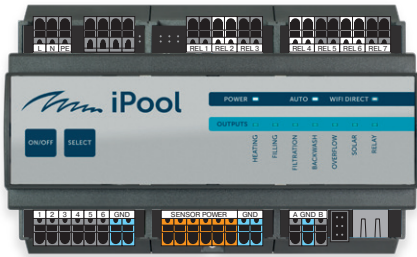 L N PE REL 1 REL 2 REL 3 REL 4 REL 5 REL 6 REL 7
iPool
POWER AUTO WIFI DIRECT
OUTPUTS
ON/OFF SELECT
HEATING
FILLING
FILTRATION
BACKWASH
OVERFLOW
SOLAR
RELAY
1 2 3 4 5 6 GND SENSOR POWER GND A GND B